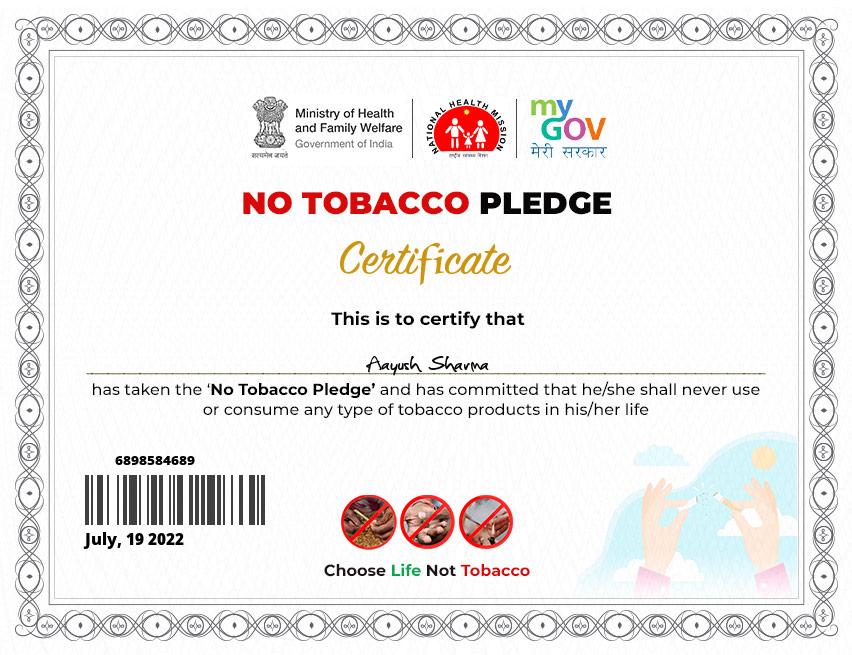 Ministry of Health
and Family Welfare
Government of India
सत्यमेव जयते
NATIONAL HEALTH MISSION
राष्ट्रीय स्वास्थ्य मिशन
my
GOV
मेरी सरकार
NO TOBACCO PLEDGE
Certificate
This is to certify that
Aayush Sharma
has taken the ‘No Tobacco Pledge’ and has committed that he/she shall never use
or consume any type of tobacco products in his/her life
6898584689
July, 19 2022
Choose Life Not Tobacco